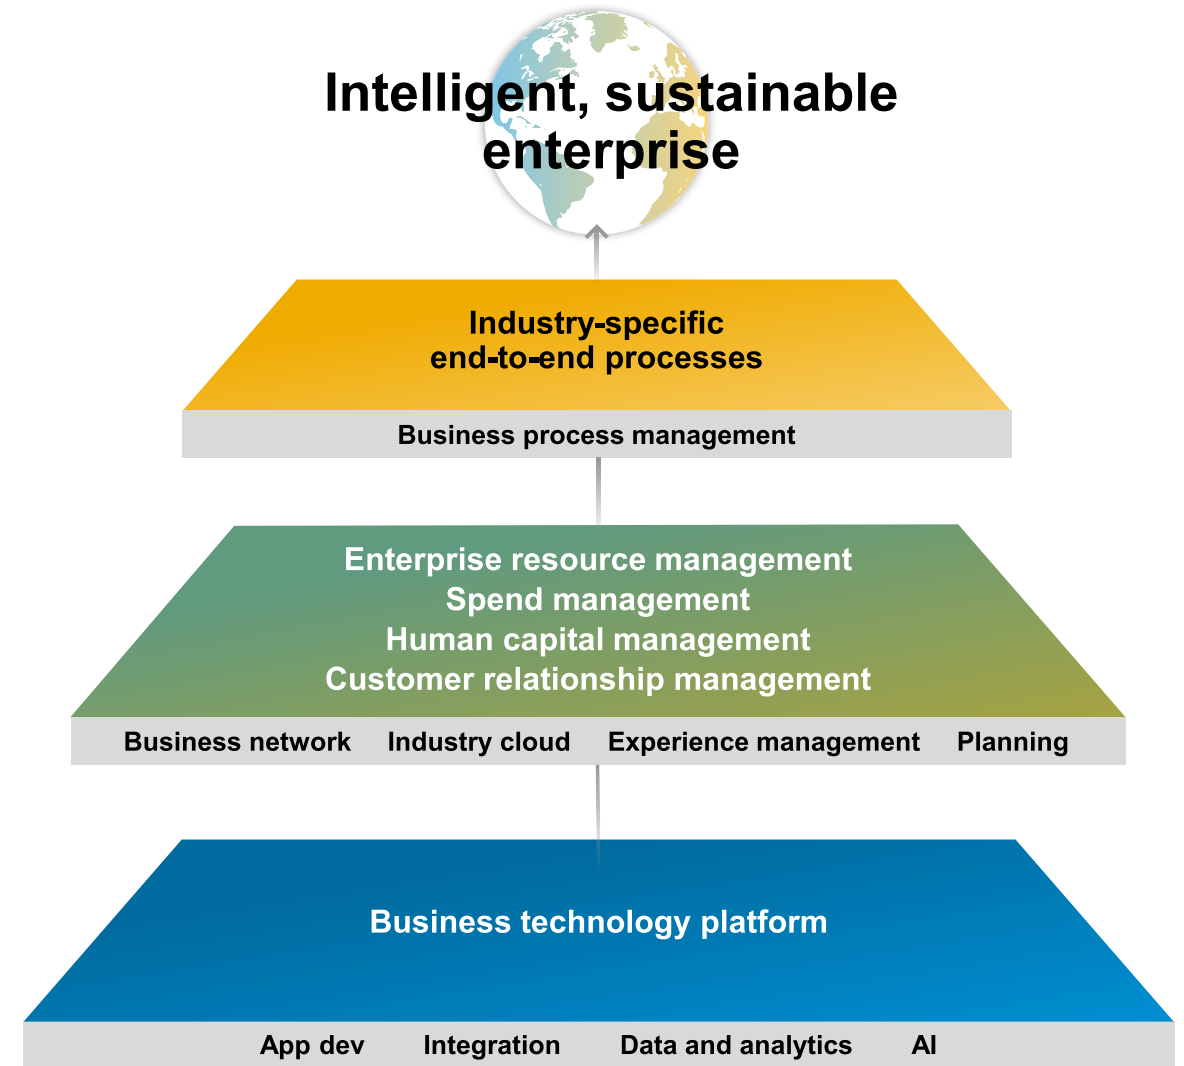 Intelligent, sustainable
enterprise
Industry-specific
end-to-end processes
Business process management
Enterprise resource management
Spend management
Human capital management
Customer relationship management
Business network Industry cloud Experience management Planning
Business technology platform
App dev Integration Data and analytics AI